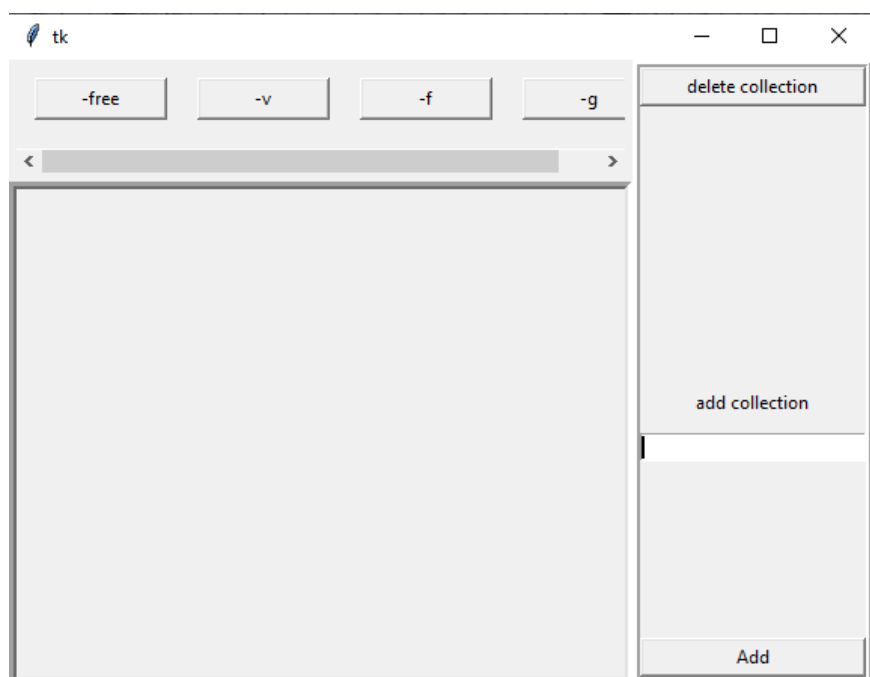 tk
-free
-v
-f
-g
delete collection
add collection
Add